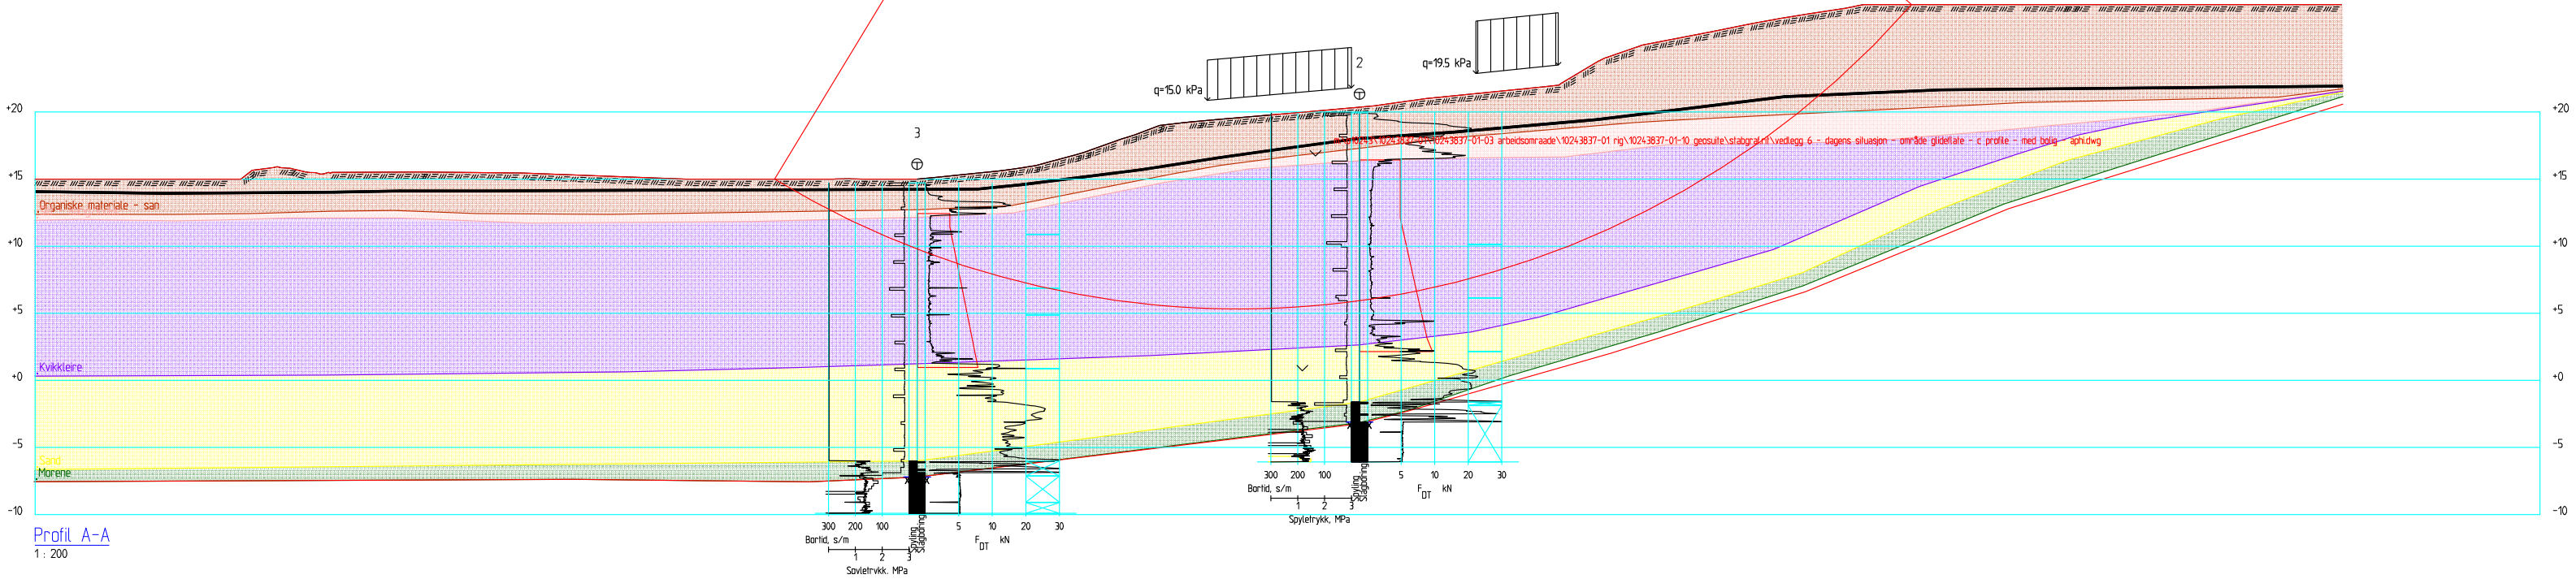 2
q=19.5 kPa
q=15.0 kPa
+20 +20
3
10243837-01-03 arbeidsomraade\10243837-01 rig\10243837-01-10 geosuite\stabgraf.ril\vedlegg 6 - dagens situasjon - område glideflate - c profile - med bolig - aphi.dwg
+15 +15
Organiske materiale - san
+10 +10
+5 +5
Kvikkleire
+0 +0
-5 -5
Sand
Morene
300 200 100 5 10 20 30
Bortid, s/m Spyling Slagboring F DT kN
1 2 3
Spyletrykk, MPa
-10 -10
Profil A-A
1 : 200
300 200 100 5 10 20 30
Bortid, s/m Spyling Slagboring F DT kN
1 2 3
Spyletrykk, MPa